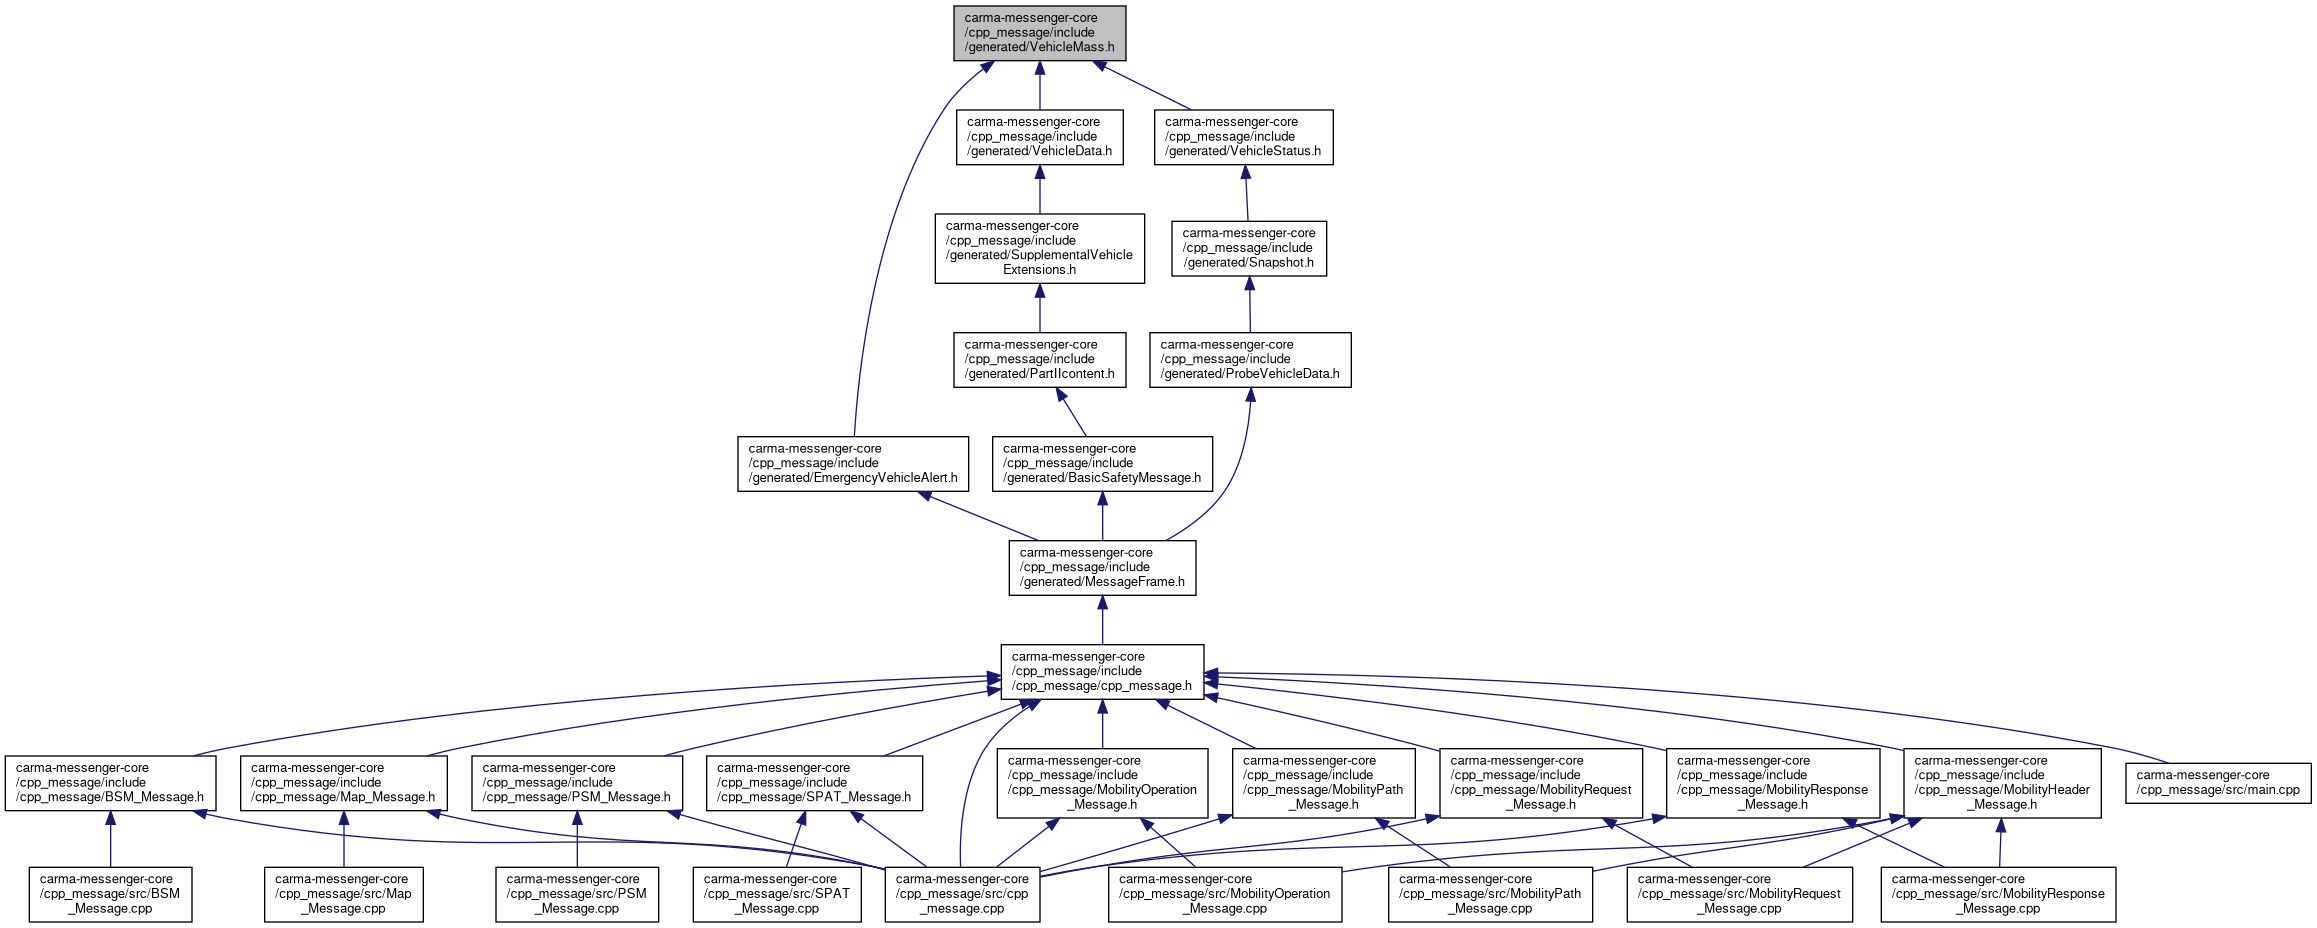 carma-messenger-core
/cpp_message/include
/generated/VehicleMass.h
carma-messenger-core
/cpp_message/include
/generated/VehicleData.h
carma-messenger-core
/cpp_message/include
/generated/VehicleStatus.h
carma-messenger-core
/cpp_message/include
/generated/SupplementalVehicle
Extensions.h
carma-messenger-core
/cpp_message/include
/generated/Snapshot.h
carma-messenger-core
/cpp_message/include
/generated/PartIIcontent.h
carma-messenger-core
/cpp_message/include
/generated/ProbeVehicleData.h
carma-messenger-core
/cpp_message/include
/generated/EmergencyVehicleAlert.h
carma-messenger-core
/cpp_message/include
/generated/BasicSafetyMessage.h
carma-messenger-core
/cpp_message/include
/generated/MessageFrame.h
carma-messenger-core
/cpp_message/include
/cpp_message/cpp_message.h
carma-messenger-core
/cpp_message/include
/cpp_message/BSM_Message.h
carma-messenger-core
/cpp_message/include
/cpp_message/Map_Message.h
carma-messenger-core
/cpp_message/include
/cpp_message/PSM_Message.h
carma-messenger-core
/cpp_message/include
/cpp_message/SPAT_Message.h
carma-messenger-core
/cpp_message/include
/cpp_message/MobilityOperation
_Message.h
carma-messenger-core
/cpp_message/include
/cpp_message/MobilityPath
_Message.h
carma-messenger-core
/cpp_message/include
/cpp_message/MobilityRequest
_Message.h
carma-messenger-core
/cpp_message/include
/cpp_message/MobilityResponse
_Message.h
carma-messenger-core
/cpp_message/include
/cpp_message/MobilityHeader
_Message.h
carma-messenger-core
/cpp_message/src/main.cpp
carma-messenger-core
/cpp_message/src/BSM
_Message.cpp
carma-messenger-core
/cpp_message/src/Map
_Message.cpp
carma-messenger-core
/cpp_message/src/PSM
_Message.cpp
carma-messenger-core
/cpp_message/src/SPAT
_Message.cpp
carma-messenger-core
/cpp_message/src/cpp
_message.cpp
carma-messenger-core
/cpp_message/src/MobilityOperation
_Message.cpp
carma-messenger-core
/cpp_message/src/MobilityPath
_Message.cpp
carma-messenger-core
/cpp_message/src/MobilityRequest
_Message.cpp
carma-messenger-core
/cpp_message/src/MobilityResponse
_Message.cpp